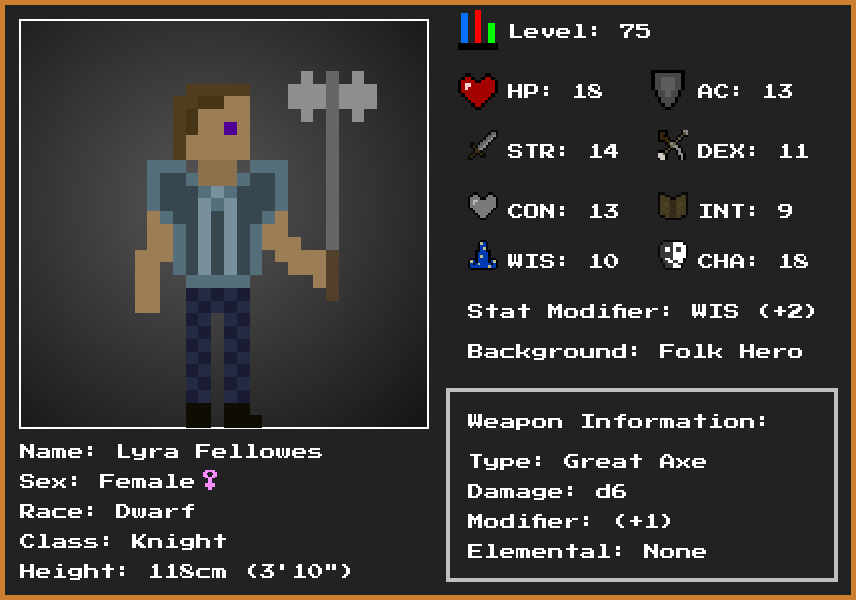 Level: 75
HP: 18
AC: 13
STR: 14
DEX: 11
CON: 13
INT: 9
WIS: 10
CHA: 18
Stat Modifier: WIS (+2)
Background: Folk Hero
Weapon Information:
Type: Great Axe
Damage: d6
Modifier: (+1)
Elemental: None
Name: Lyra Fellowes
Sex: Female♀
Race: Dwarf
Class: Knight
Height: 118cm (3'10")